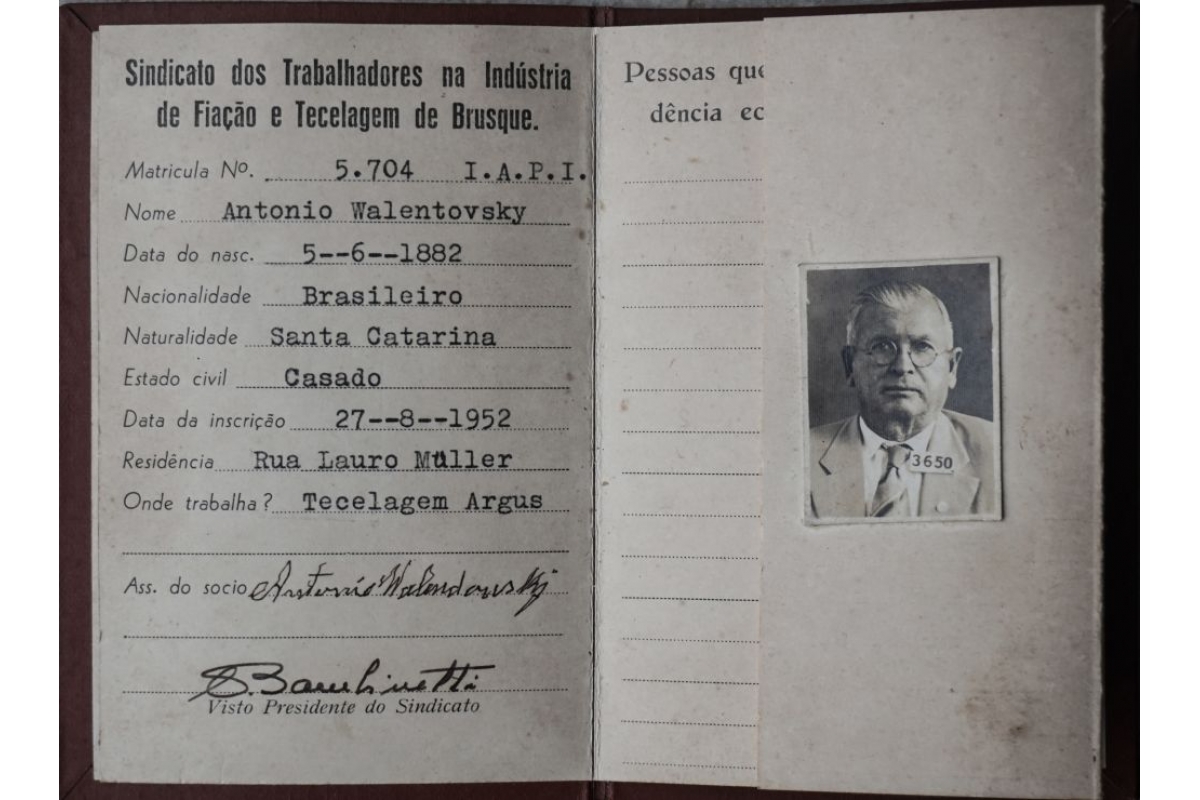 Sindicato dos Trabalhadores na Indústria
de Fiação e Tecelagem de Brusque.
Matricula Nº. 5.704 I.A.P.I.
Nome Antonio Walentovsky
Data do nasc. 5--6--1882
Nacionalidade Brasileiro
Naturalidade Santa Catarina
Estado civil Casado
Data da inscrição 27--8--1952
Residência Rua Lauro Müller
Onde trabalha? Tecelagem Argus
Ass. do socio Antonio Walendowsky
Visto Presidente do Sindicato
Pessoas que
dência ec
3650